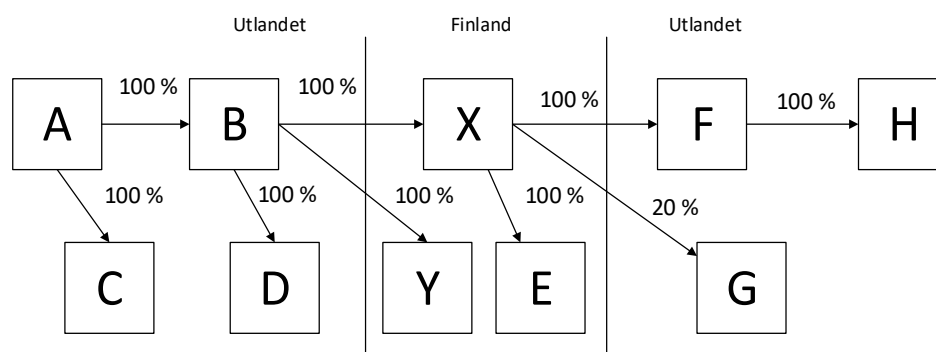 Utlandet Finland Utlandet
100 % 100 % 100 % 100 %
A B X F H
100 % 100 % 100 % 100 % 20 %
C D Y E G